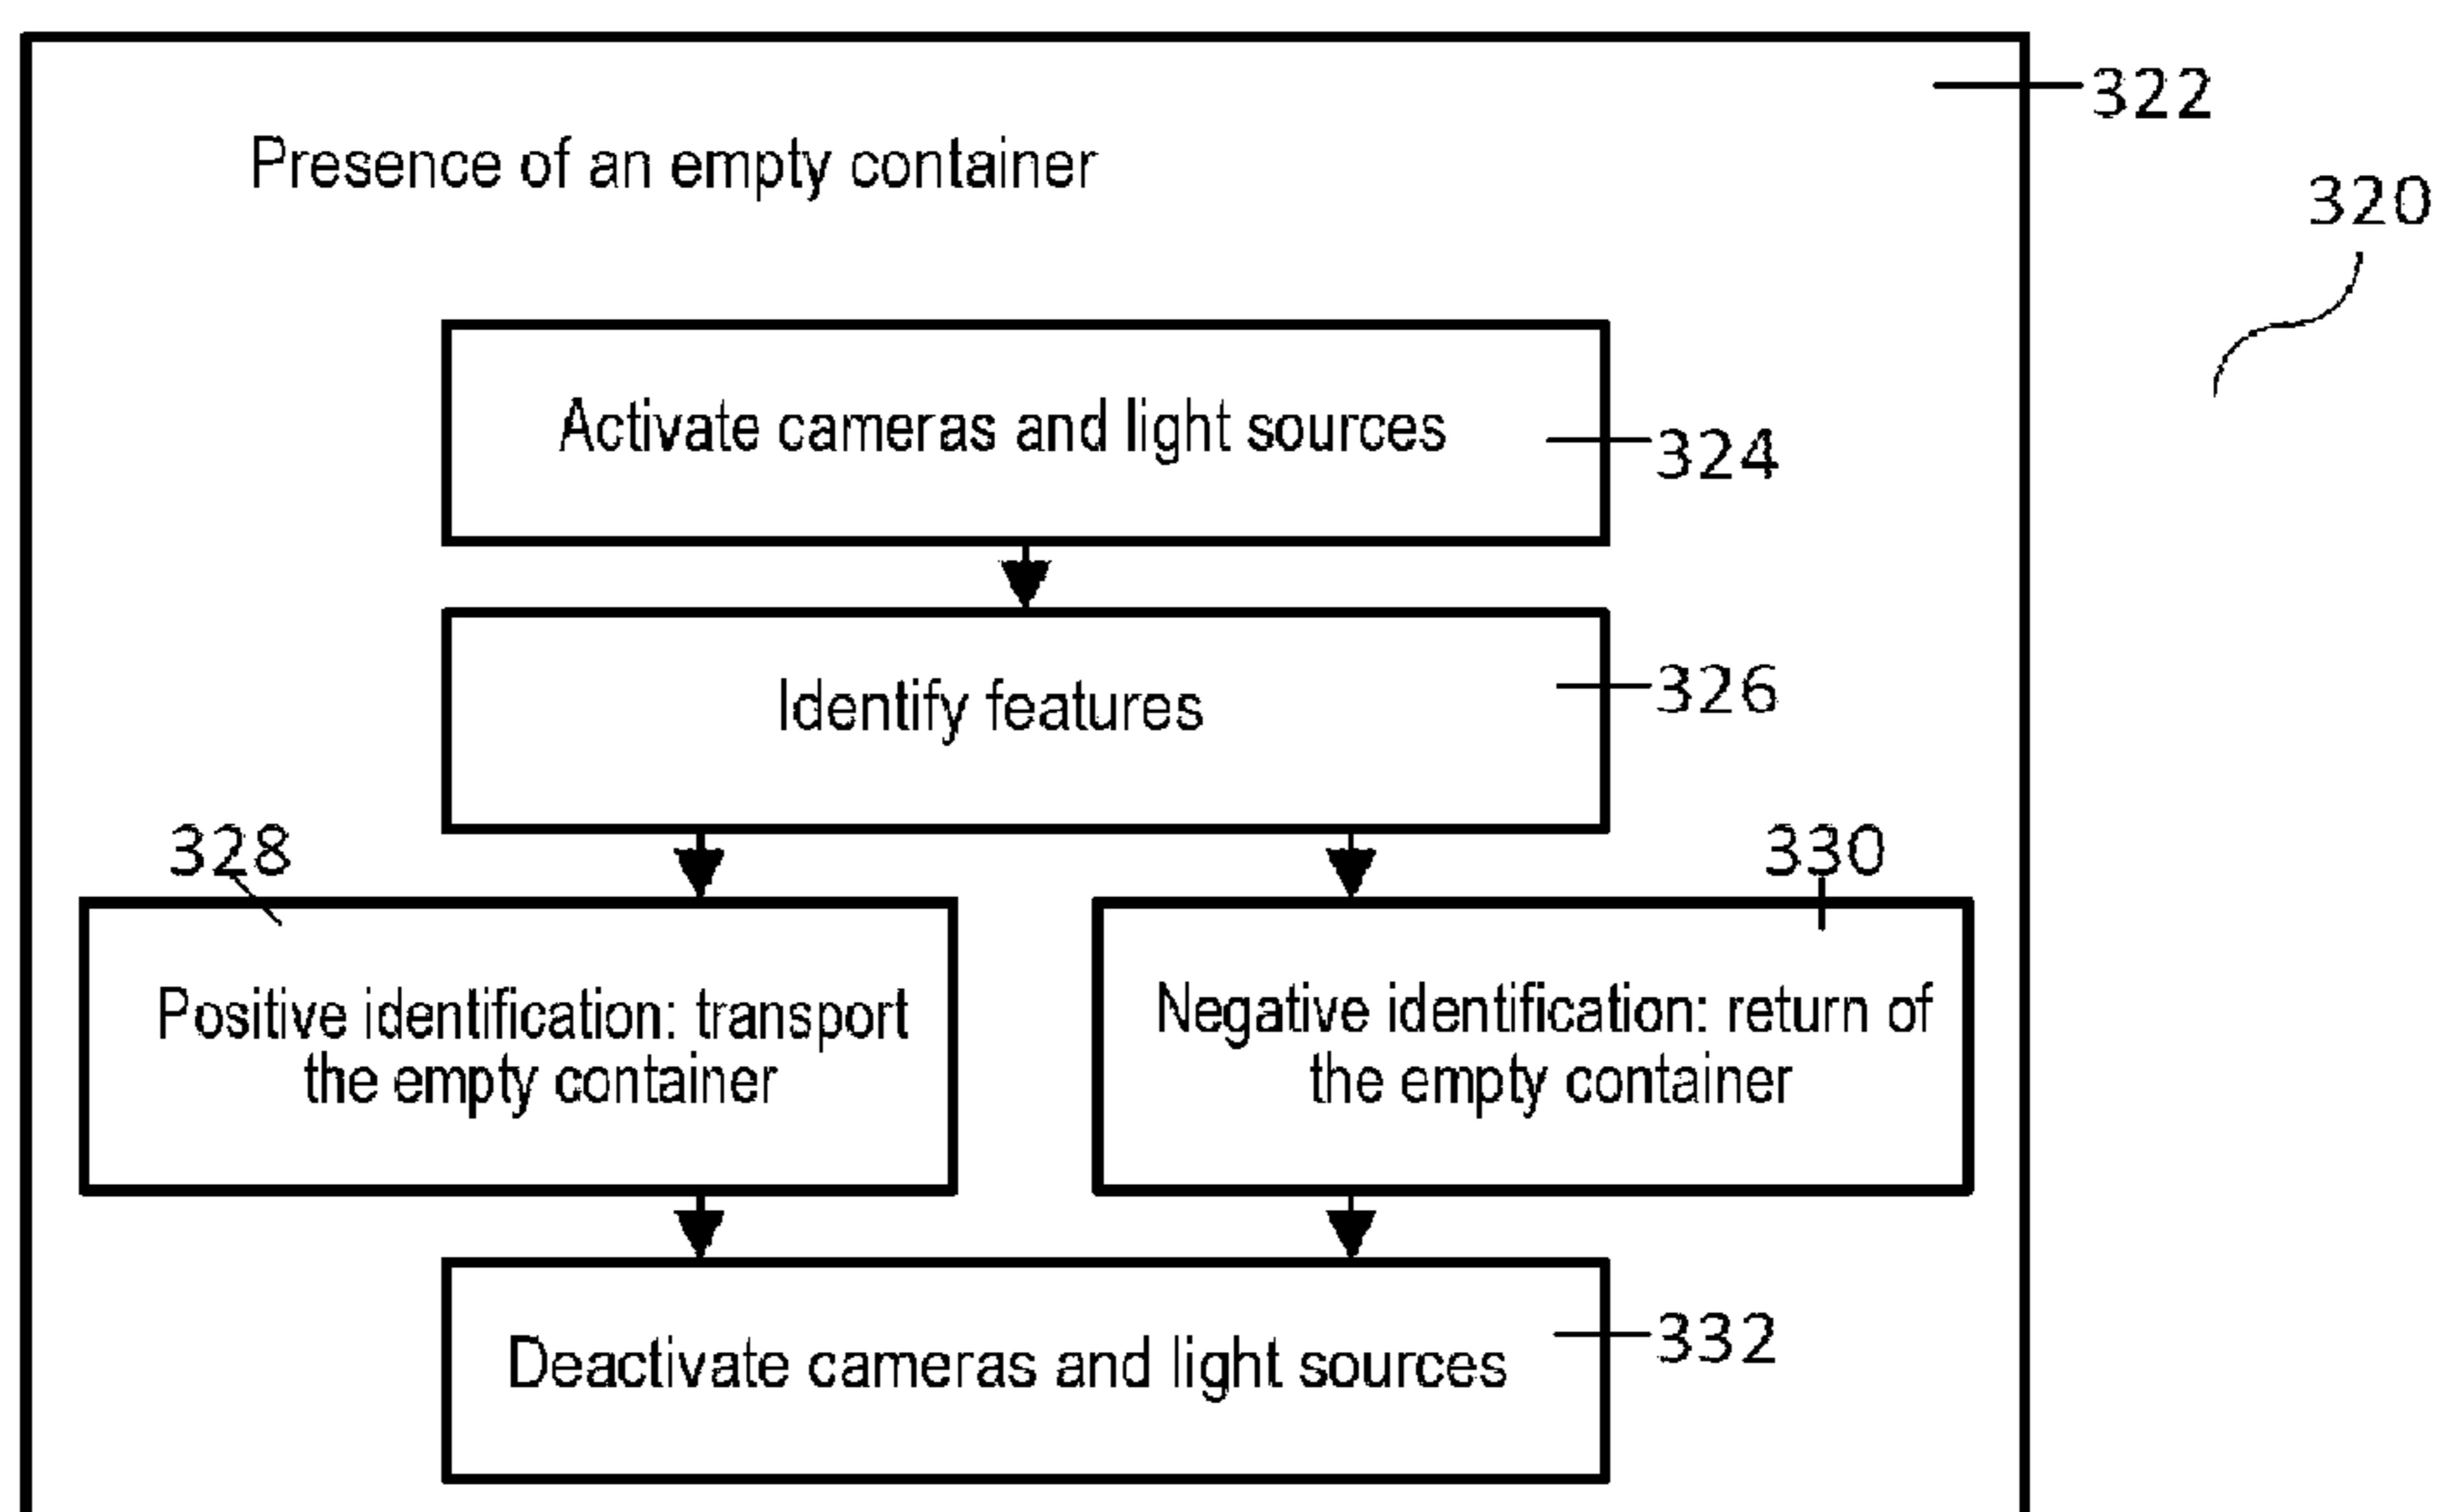 322
Presence of an empty container
320
Activate cameras and light sources
324
Identify features
326
328
330
Positive identification: transport
the empty container
Negative identification: return of
the empty container
Deactivate cameras and light sources
332